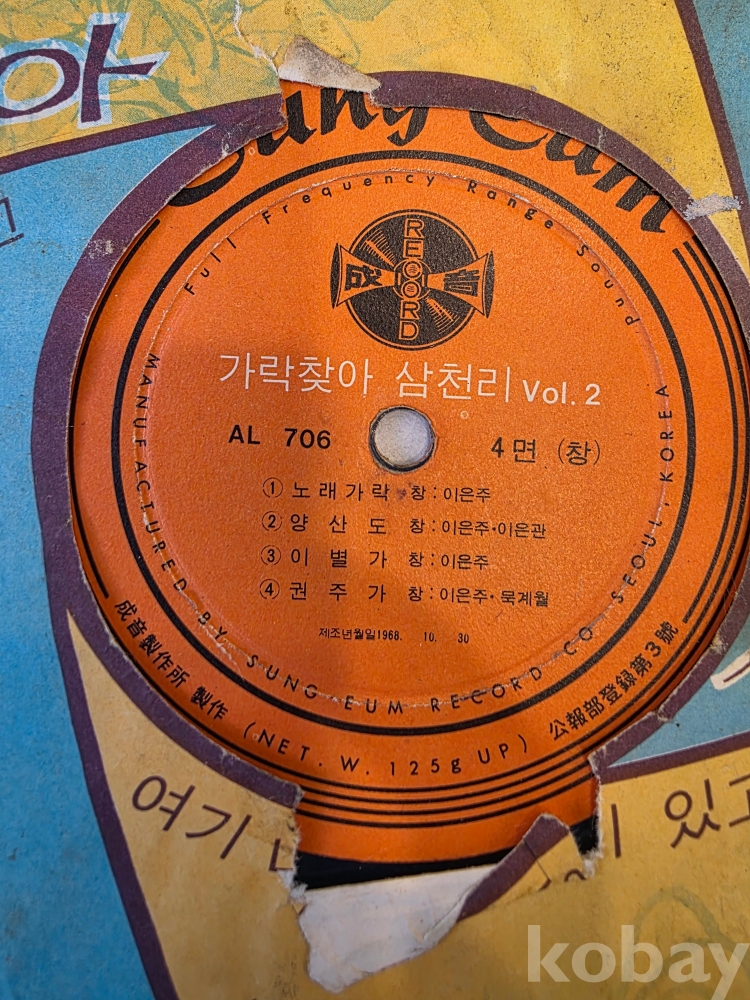 아
Sung Eum
Full Frequency Range Sound
RECORD
成音
가락찾아 삼천리 Vol. 2
AL 706
4면 (창)
① 노래가락 창 : 이은주
② 양산도 창 : 이은주·이은관
③ 이별가 창 : 이은주
④ 권주가 창 : 이은주·묵계월
제조년월일 1968. 10. 30
MANUFACTURED BY SUNG EUM RECORD CO. SEOUL, KOREA
成音製作所 製作 (NET. W. 125g UP) 公報部登録第3號
여기
있고
kobay